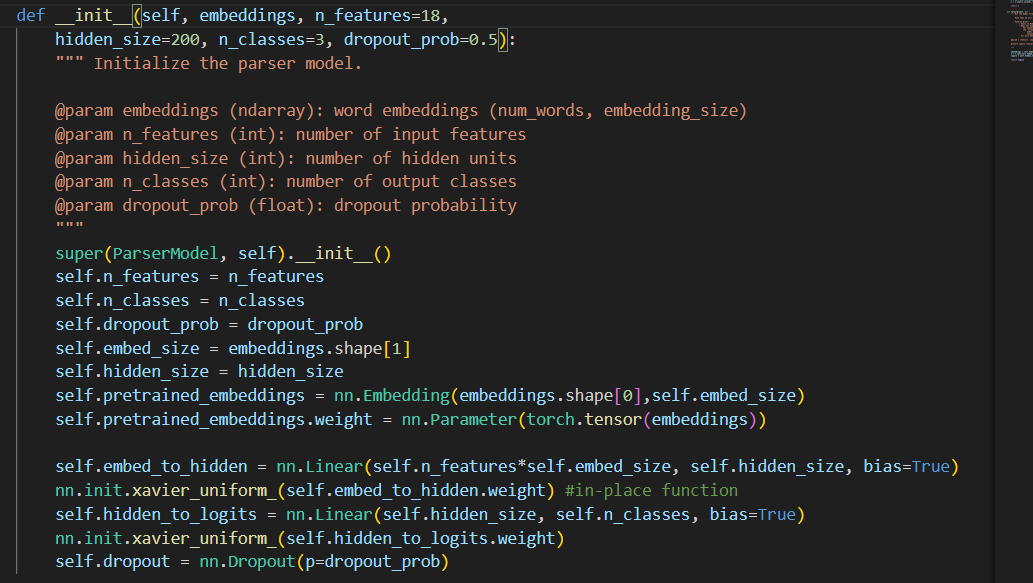 def __init__(self, embeddings, n_features=18,
    hidden_size=200, n_classes=3, dropout_prob=0.5):
    """ Initialize the parser model.

    @param embeddings (ndarray): word embeddings (num_words, embedding_size)
    @param n_features (int): number of input features
    @param hidden_size (int): number of hidden units
    @param n_classes (int): number of output classes
    @param dropout_prob (float): dropout probability
    """
    super(ParserModel, self).__init__()
    self.n_features = n_features
    self.n_classes = n_classes
    self.dropout_prob = dropout_prob
    self.embed_size = embeddings.shape[1]
    self.hidden_size = hidden_size
    self.pretrained_embeddings = nn.Embedding(embeddings.shape[0],self.embed_size)
    self.pretrained_embeddings.weight = nn.Parameter(torch.tensor(embeddings))

    self.embed_to_hidden = nn.Linear(self.n_features*self.embed_size, self.hidden_size, bias=True)
    nn.init.xavier_uniform_(self.embed_to_hidden.weight) #in-place function
    self.hidden_to_logits = nn.Linear(self.hidden_size, self.n_classes, bias=True)
    nn.init.xavier_uniform_(self.hidden_to_logits.weight)
    self.dropout = nn.Dropout(p=dropout_prob)